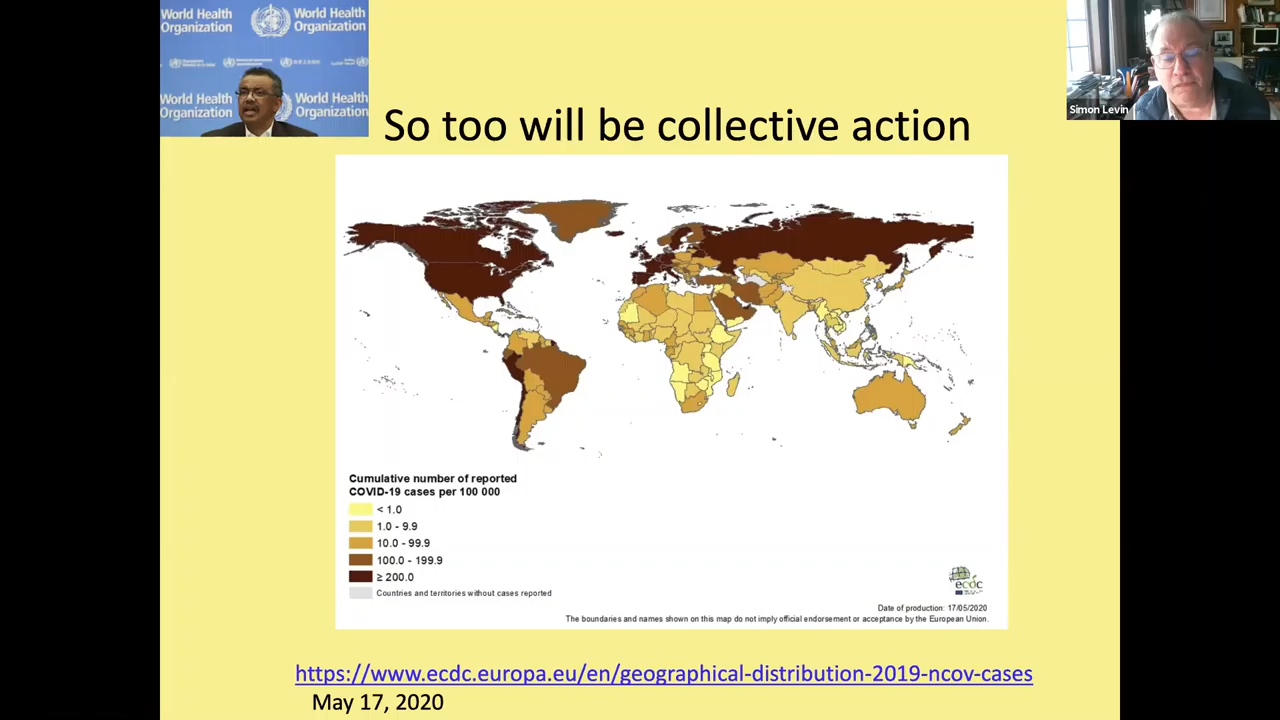 World Health
Organization
World Health
Organization
World Health
Organization
World Health
Organization
Simon Levin
So too will be collective action
Cumulative number of reported
COVID-19 cases per 100 000
< 1.0
1.0 - 9.9
10.0 - 99.9
100.0 - 199.9
≥ 200.0
Countries and territories without cases reported
ecdc
Date of production: 17/05/2020
The boundaries and names shown on this map do not imply official endorsement or acceptance by the European Union.
https://www.ecdc.europa.eu/en/geographical-distribution-2019-ncov-cases
May 17, 2020